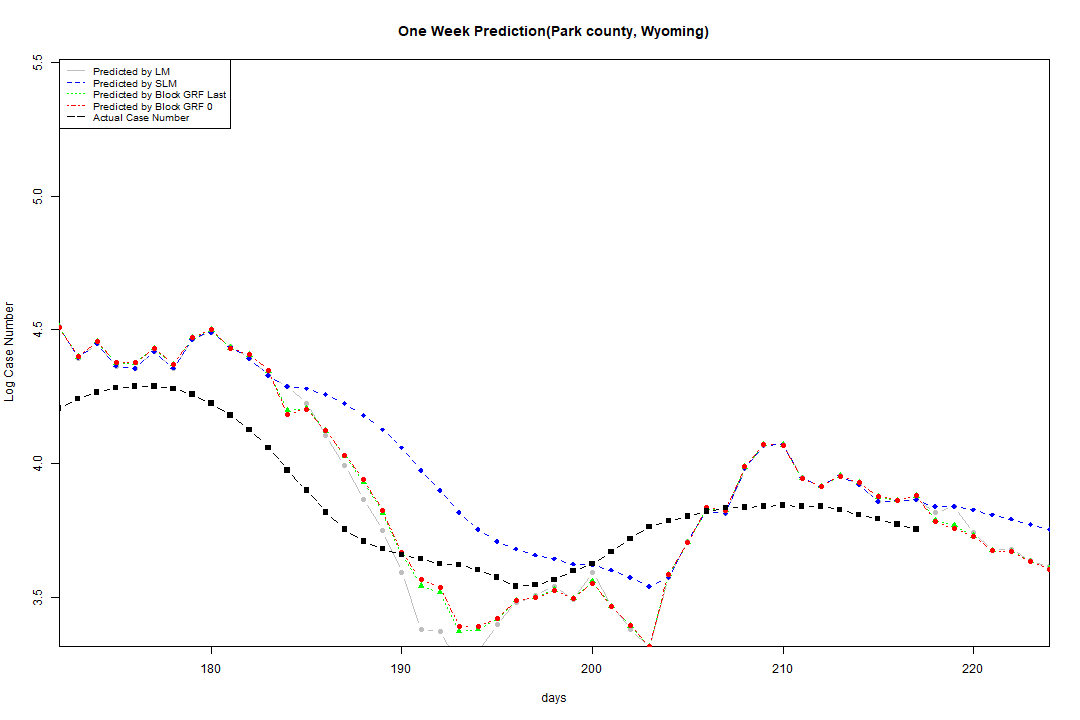 One Week Prediction(Park county, Wyoming)
Predicted by LM
Predicted by SLM
Predicted by Block GRF Last
Predicted by Block GRF 0
Actual Case Number
5.5
5.0
4.5
4.0
3.5
Log Case Number
180 190 200 210 220
days